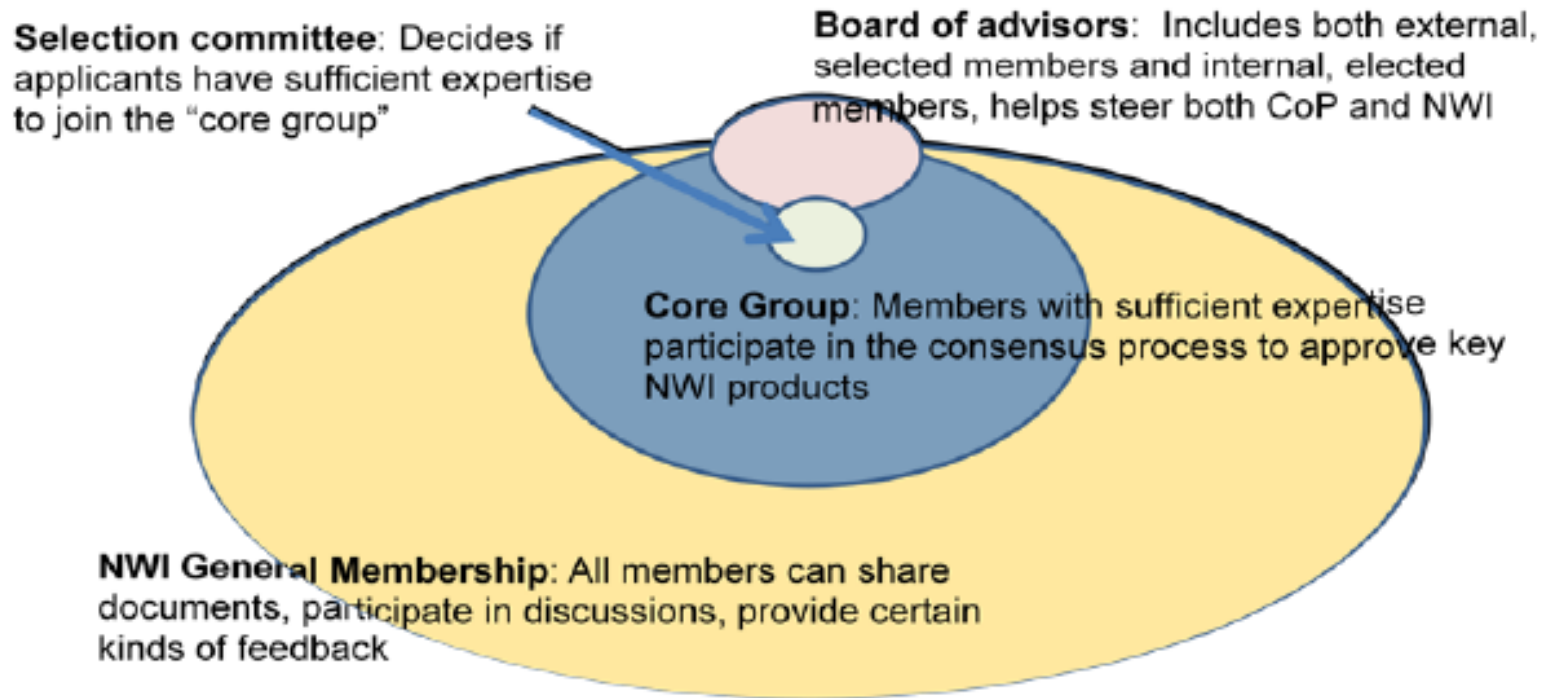 Selection committee: Decides if
applicants have sufficient expertise
to join the “core group”
Board of advisors:  Includes both external,
selected members and internal, elected
members, helps steer both CoP and NWI
Core Group: Members with sufficient expertise
participate in the consensus process to approve key
NWI products
NWI General Membership: All members can share
documents, participate in discussions, provide certain
kinds of feedback